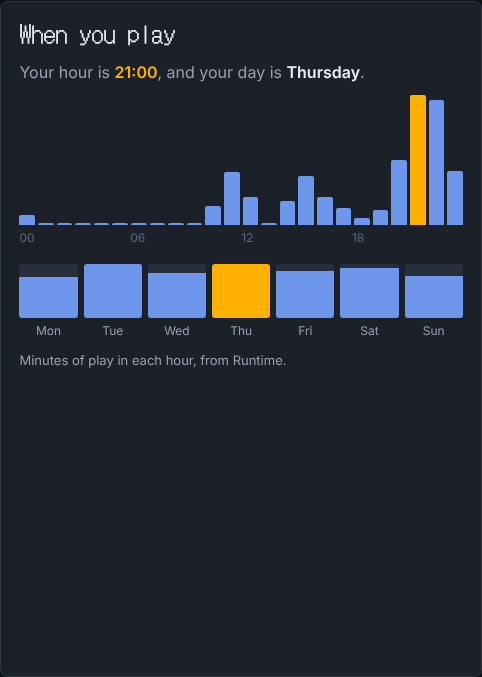 When you play
Your hour is 21:00, and your day is Thursday.
00 06 12 18
Mon Tue Wed Thu Fri Sat Sun
Minutes of play in each hour, from Runtime.